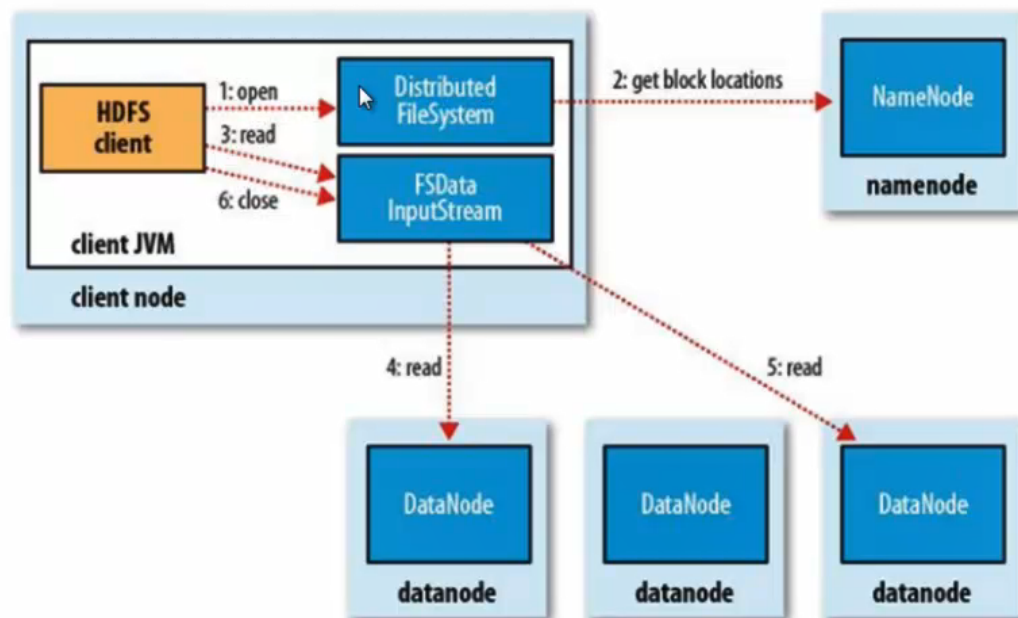 HDFS
client
1: open
3: read
6: close
Distributed
FileSystem
FSData
InputStream
client JVM
client node
2: get block locations
NameNode
namenode
4: read
5: read
DataNode
datanode
DataNode
datanode
DataNode
datanode